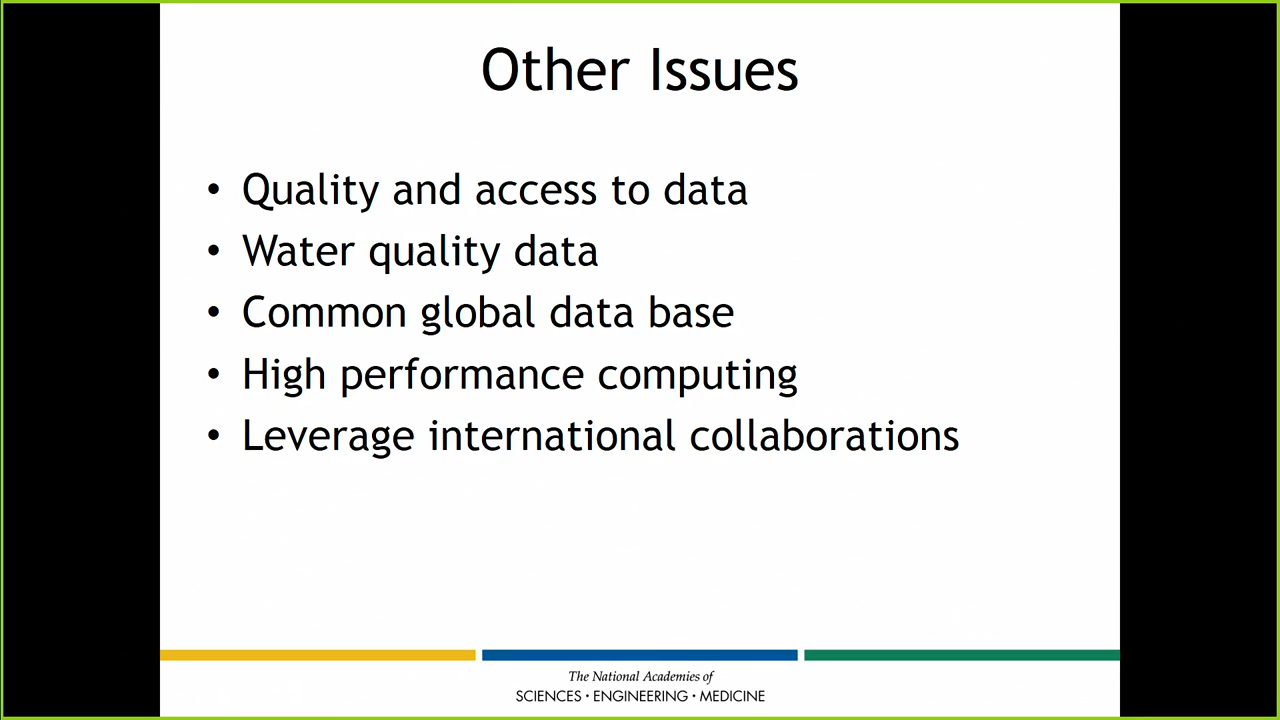 Other Issues
• Quality and access to data
• Water quality data
• Common global data base
• High performance computing
• Leverage international collaborations
The National Academies of
SCIENCES · ENGINEERING · MEDICINE